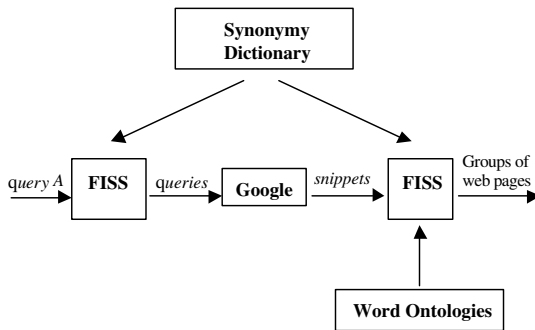 Synonymy
Dictionary
query A
FISS
queries
Google
snippets
FISS
Groups of
web pages
Word Ontologies